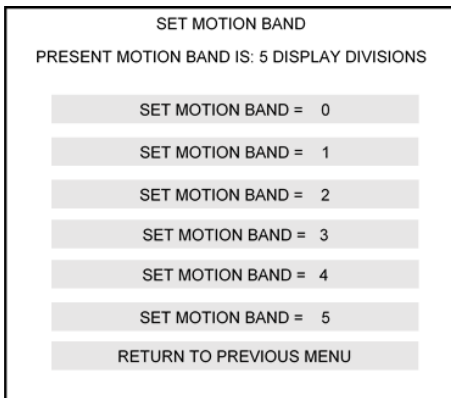 SET MOTION BAND
PRESENT MOTION BAND IS: 5 DISPLAY DIVISIONS
SET MOTION BAND = 0
SET MOTION BAND = 1
SET MOTION BAND = 2
SET MOTION BAND = 3
SET MOTION BAND = 4
SET MOTION BAND = 5
RETURN TO PREVIOUS MENU